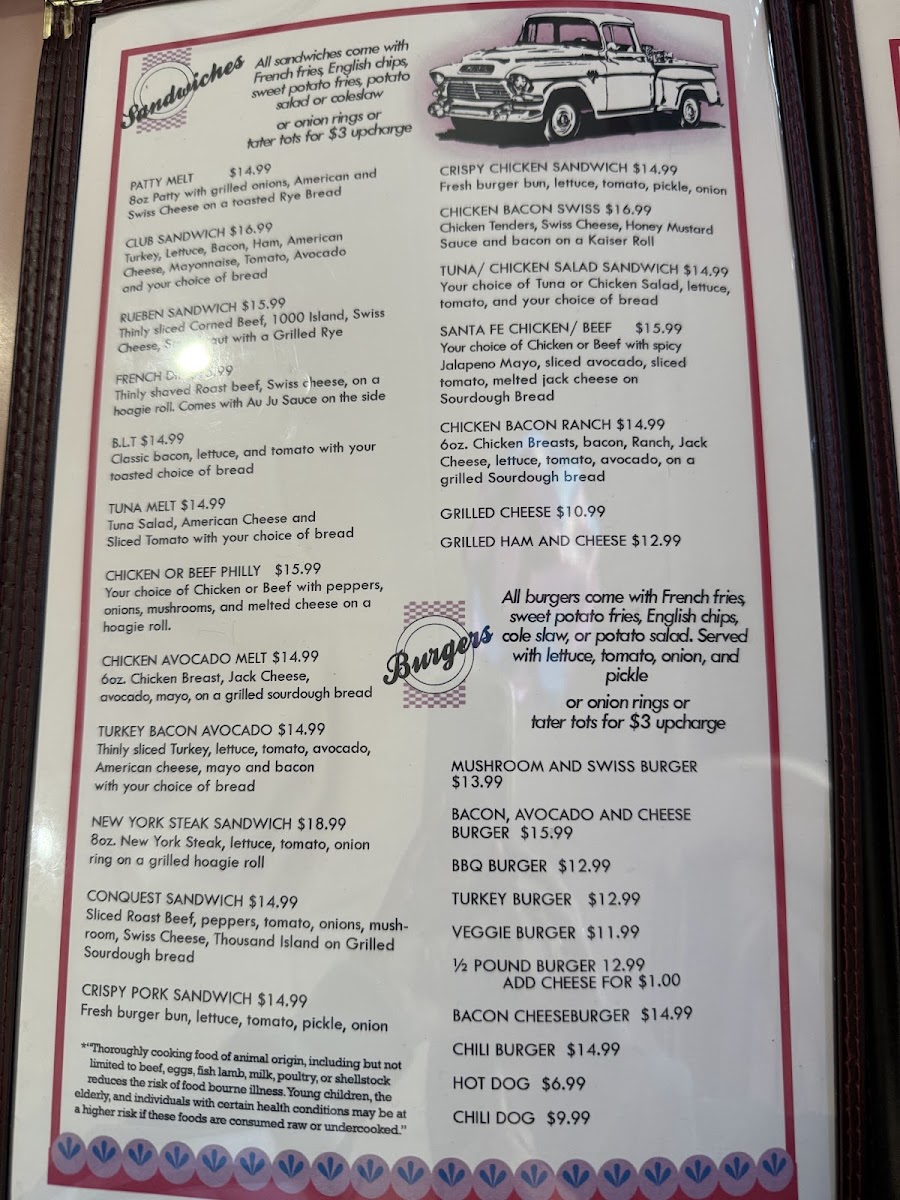 Sandwiches
All sandwiches come with
French fries, English chips,
sweet potato fries, potato
salad or coleslaw
or onion rings or
tater tots for $3 upcharge
PATTY MELT $14.99
8oz Patty with grilled onions, American and
Swiss Cheese on a toasted Rye Bread
CLUB SANDWICH $16.99
Turkey, Lettuce, Bacon, Ham, American
Cheese, Mayonnaise, Tomato, Avocado
and your choice of bread
RUEBEN SANDWICH $15.99
Thinly sliced Corned Beef, 1000 Island, Swiss
Cheese, with a Grilled Rye
FRENCH
Thinly shaved Roast beef, Swiss cheese, on a
hoagie roll. Comes with Au Ju Sauce on the side
B.L.T $14.99
Classic bacon, lettuce, and tomato with your
toasted choice of bread
TUNA MELT $14.99
Tuna Salad, American Cheese and
Sliced Tomato with your choice of bread
CHICKEN OR BEEF PHILLY $15.99
Your choice of Chicken or Beef with peppers,
onions, mushrooms, and melted cheese on a
hoagie roll.
CHICKEN AVOCADO MELT $14.99
6oz. Chicken Breast, Jack Cheese,
avocado, mayo, on a grilled sourdough bread
TURKEY BACON AVOCADO $14.99
Thinly sliced Turkey, lettuce, tomato, avocado,
American cheese, mayo and bacon
with your choice of bread
NEW YORK STEAK SANDWICH $18.99
8oz. New York Steak, lettuce, tomato, onion
ring on a grilled hoagie roll
CONQUEST SANDWICH $14.99
Sliced Roast Beef, peppers, tomato, onions, mush-
room, Swiss Cheese, Thousand Island on Grilled
Sourdough bread
CRISPY PORK SANDWICH $14.99
Fresh burger bun, lettuce, tomato, pickle, onion
*"Thoroughly cooking food of animal origin, including but not
limited to beef, eggs, fish lamb, milk, poultry, or shellstock
reduces the risk of food bourne illness. Young children, the
elderly, and individuals with certain health conditions may be at
a higher risk if these foods are consumed raw or undercooked."
CRISPY CHICKEN SANDWICH $14.99
Fresh burger bun, lettuce, tomato, pickle, onion
CHICKEN BACON SWISS $16.99
Chicken Tenders, Swiss Cheese, Honey Mustard
Sauce and bacon on a Kaiser Roll
TUNA/ CHICKEN SALAD SANDWICH $14.99
Your choice of Tuna or Chicken Salad, lettuce,
tomato, and your choice of bread
SANTA FE CHICKEN/ BEEF $15.99
Your choice of Chicken or Beef with spicy
Jalapeno Mayo, sliced avocado, sliced
tomato, melted jack cheese on
Sourdough Bread
CHICKEN BACON RANCH $14.99
6oz. Chicken Breasts, bacon, Ranch, Jack
Cheese, lettuce, tomato, avocado, on a
grilled Sourdough bread
GRILLED CHEESE $10.99
GRILLED HAM AND CHEESE $12.99
Burgers
All burgers come with French fries,
sweet potato fries, English chips,
cole slaw, or potato salad. Served
with lettuce, tomato, onion, and
pickle
or onion rings or
tater tots for $3 upcharge
MUSHROOM AND SWISS BURGER
$13.99
BACON, AVOCADO AND CHEESE
BURGER $15.99
BBQ BURGER $12.99
TURKEY BURGER $12.99
VEGGIE BURGER $11.99
½ POUND BURGER 12.99
ADD CHEESE FOR $1.00
BACON CHEESEBURGER $14.99
CHILI BURGER $14.99
HOT DOG $6.99
CHILI DOG $9.99